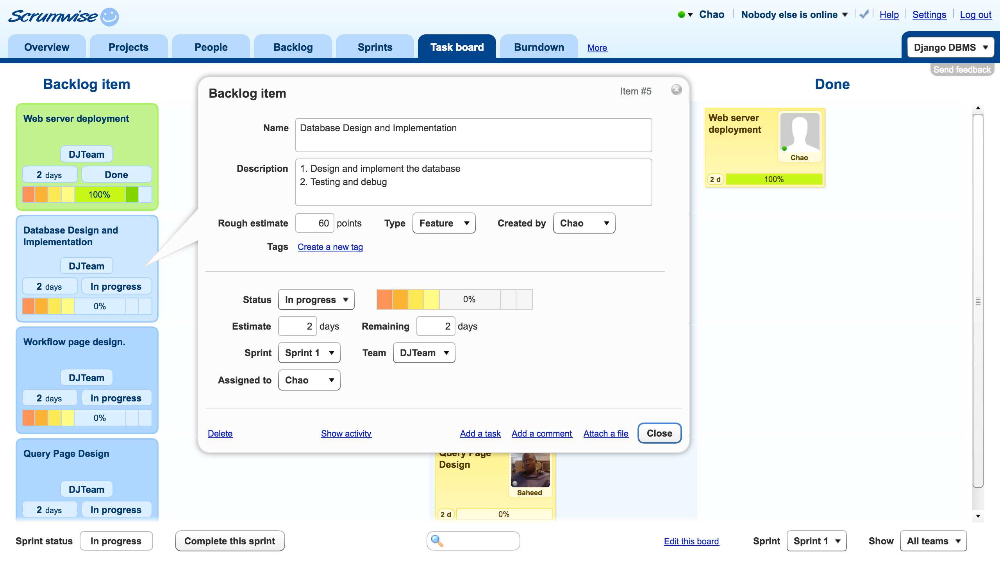 Scrumwise
Chao
Nobody else is online
Help
Settings
Log out
Overview
Projects
People
Backlog
Sprints
Task board
Burndown
More
Django DBMS
Send feedback
Backlog item
Done
Web server deployment
DJTeam
2 days
Done
100%
Database Design and
Implementation
DJTeam
2 days
In progress
0%
Workflow page design.
DJTeam
2 days
In progress
0%
Query Page Design
DJTeam
2 days
In progress
Backlog item
Item #5
Name
Database Design and Implementation
Description
1. Design and implement the database
2. Testing and debug
Rough estimate
60 points
Type
Feature
Created by
Chao
Tags
Create a new tag
Status
In progress
0%
Estimate
2 days
Remaining
2 days
Sprint
Sprint 1
Team
DJTeam
Assigned to
Chao
Delete
Show activity
Add a task
Add a comment
Attach a file
Close
Web server
deployment
Chao
2 d
100%
Query Page
Design
Saheed
2 d
0%
Sprint status
In progress
Complete this sprint
Edit this board
Sprint
Sprint 1
Show
All teams